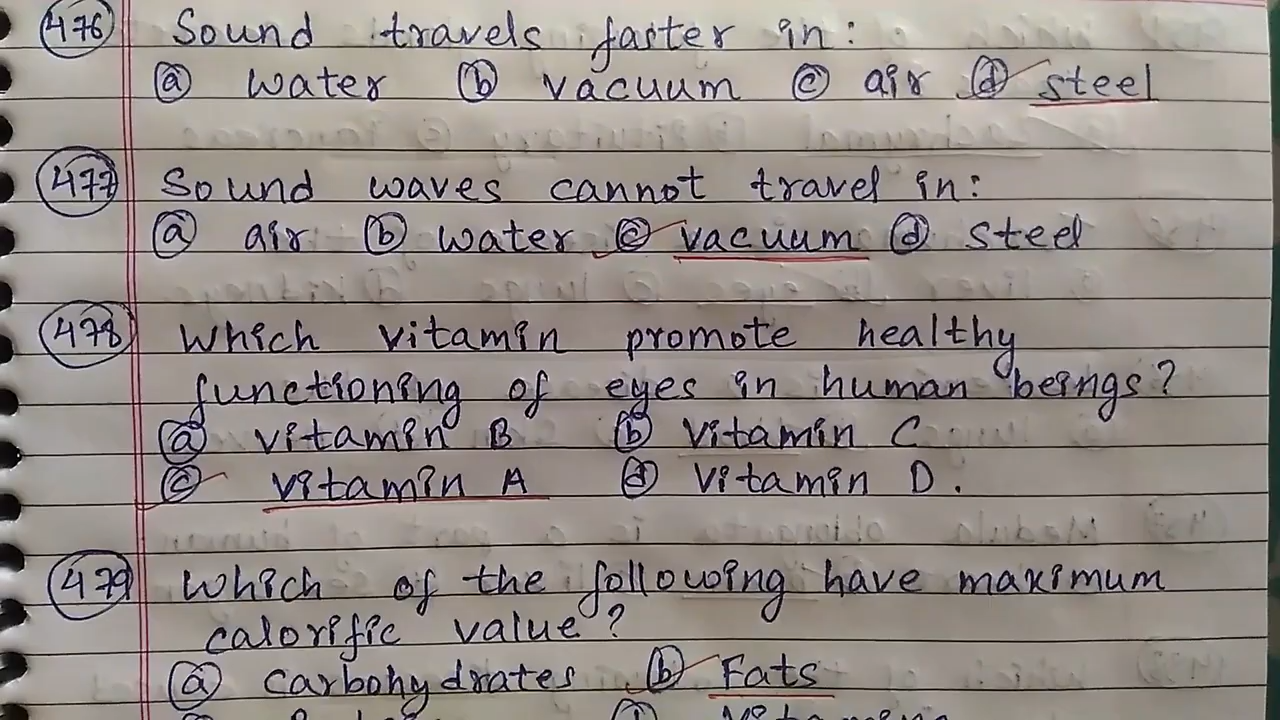 476 Sound travels faster in:
a water b vacuum c air d steel
477 Sound waves cannot travel in:
a air b water c vacuum d steel
478 Which vitamin promote healthy
functioning of eyes in human beings?
a vitamin B b vitamin C
c vitamin A d vitamin D.
479 Which of the following have maximum
calorific value?
a carbohydrates b Fats